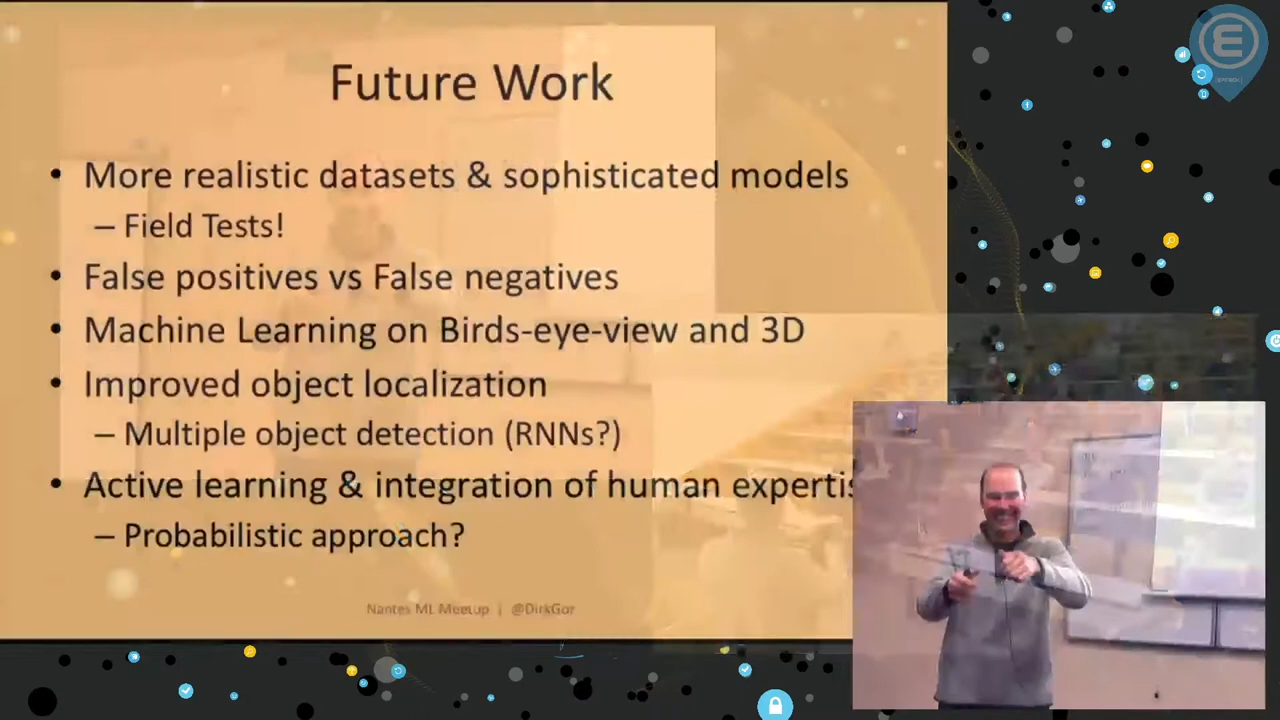 Future Work
• More realistic datasets & sophisticated models
– Field Tests!
• False positives vs False negatives
• Machine Learning on Birds-eye-view and 3D
• Improved object localization
– Multiple object detection (RNNs?)
• Active learning & integration of human expertis
– Probabilistic approach?
Nantes ML Meetup | @DirkGor